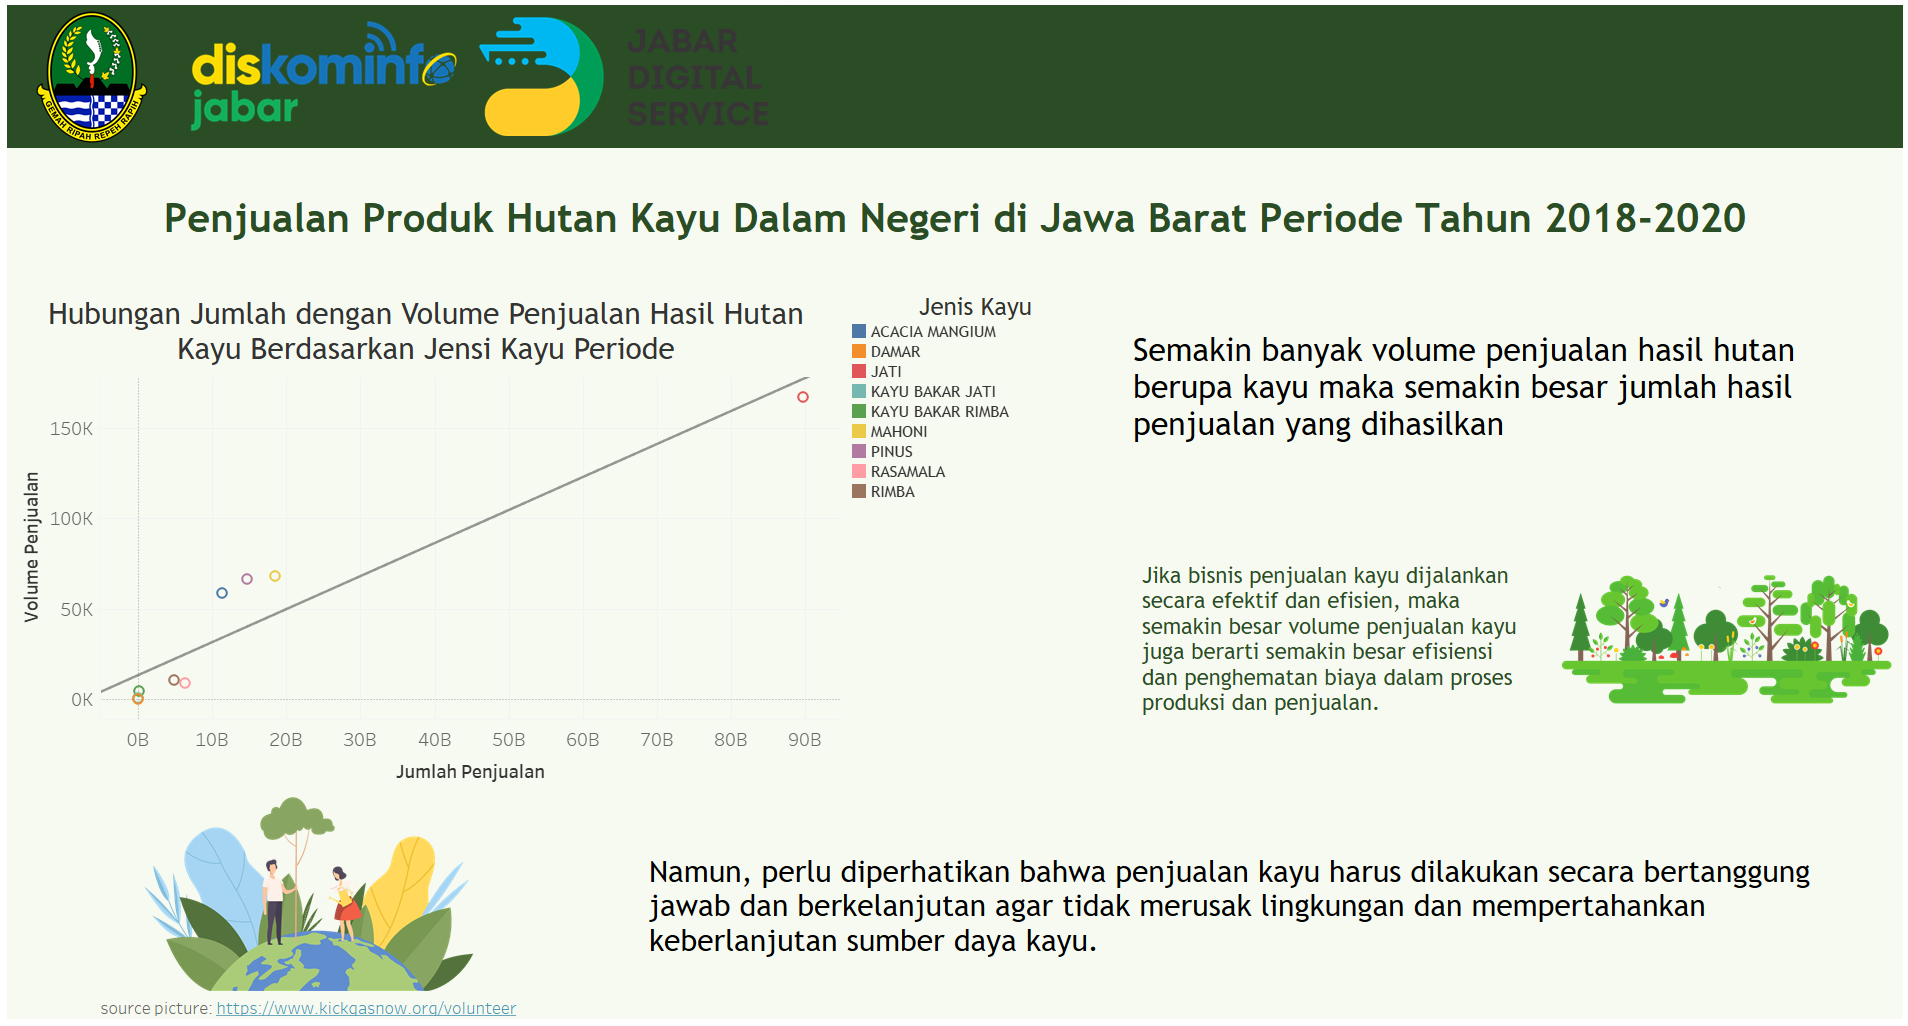 GEMAH RIPAH REPEH RAPIH
diskominfo
jabar
JABAR
DIGITAL
SERVICE
Penjualan Produk Hutan Kayu Dalam Negeri di Jawa Barat Periode Tahun 2018-2020
Hubungan Jumlah dengan Volume Penjualan Hasil Hutan
Kayu Berdasarkan Jensi Kayu Periode
Volume Penjualan
150K
100K
50K
0K
0B 10B 20B 30B 40B 50B 60B 70B 80B 90B
Jumlah Penjualan
Jenis Kayu
ACACIA MANGIUM
DAMAR
JATI
KAYU BAKAR JATI
KAYU BAKAR RIMBA
MAHONI
PINUS
RASAMALA
RIMBA
Semakin banyak volume penjualan hasil hutan
berupa kayu maka semakin besar jumlah hasil
penjualan yang dihasilkan
Jika bisnis penjualan kayu dijalankan
secara efektif dan efisien, maka
semakin besar volume penjualan kayu
juga berarti semakin besar efisiensi
dan penghematan biaya dalam proses
produksi dan penjualan.
Namun, perlu diperhatikan bahwa penjualan kayu harus dilakukan secara bertanggung
jawab dan berkelanjutan agar tidak merusak lingkungan dan mempertahankan
keberlanjutan sumber daya kayu.
source picture: https://www.kickgasnow.org/volunteer